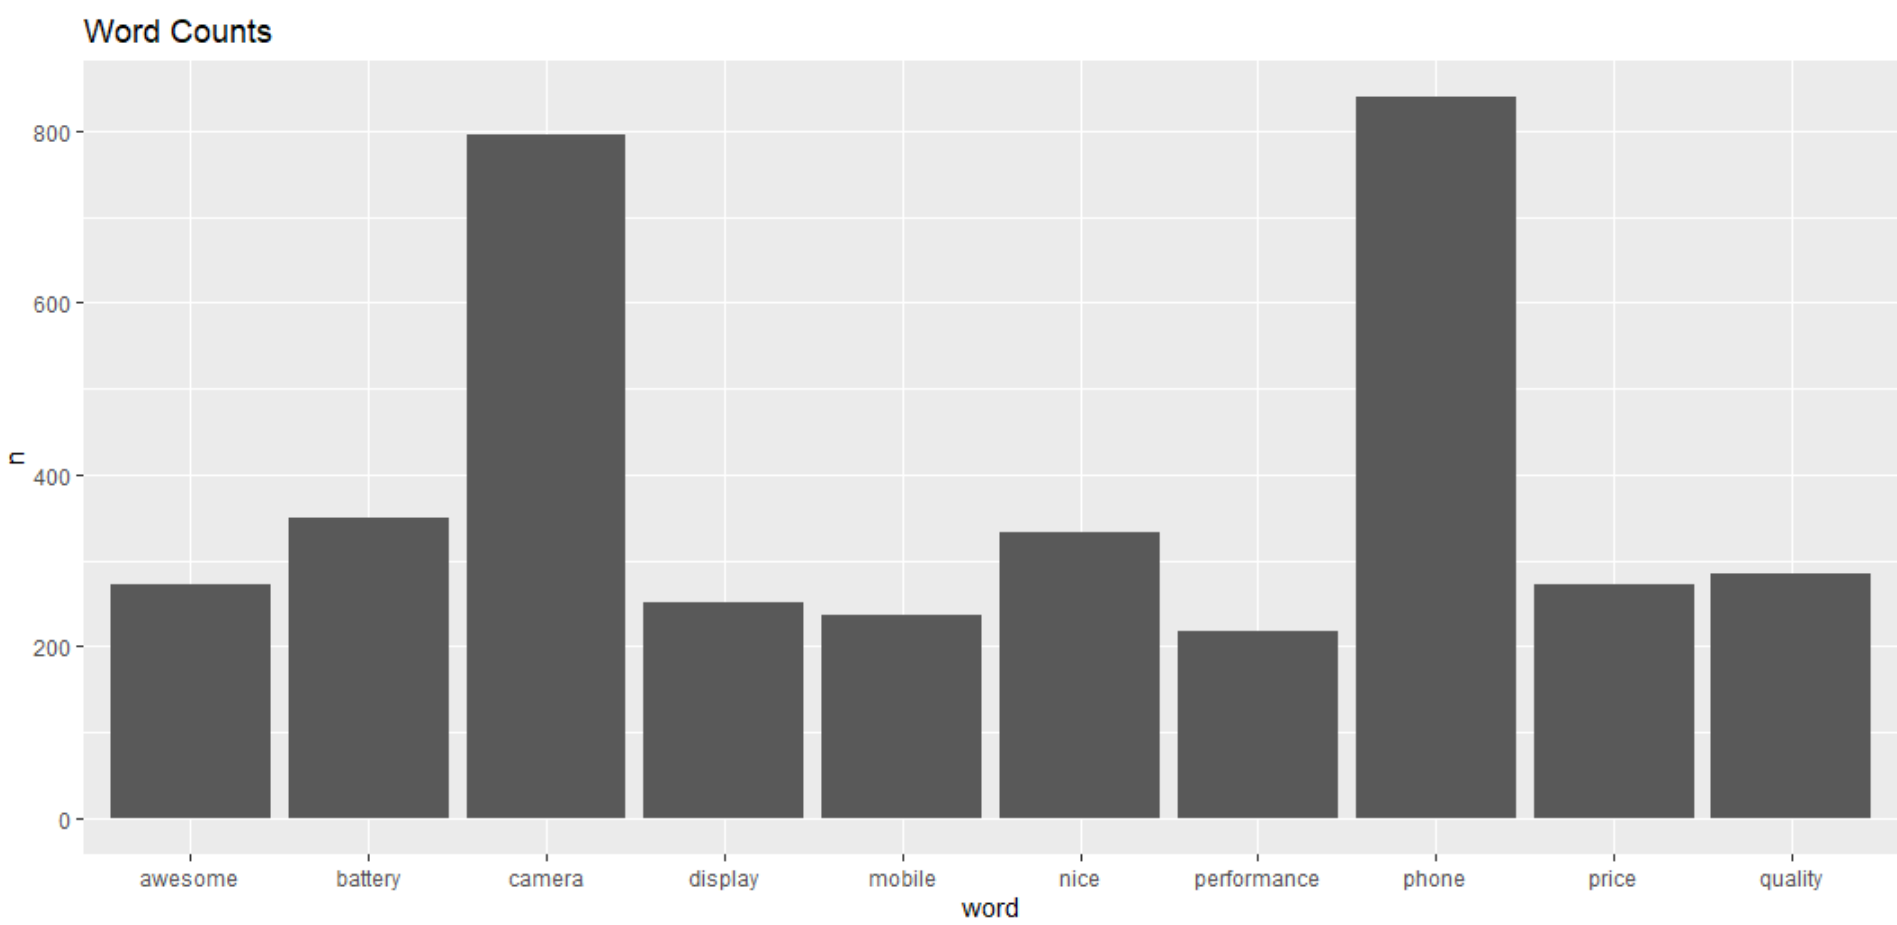 Word Counts
800
600
400
200
0
n
awesome battery camera display mobile nice performance phone price quality
word